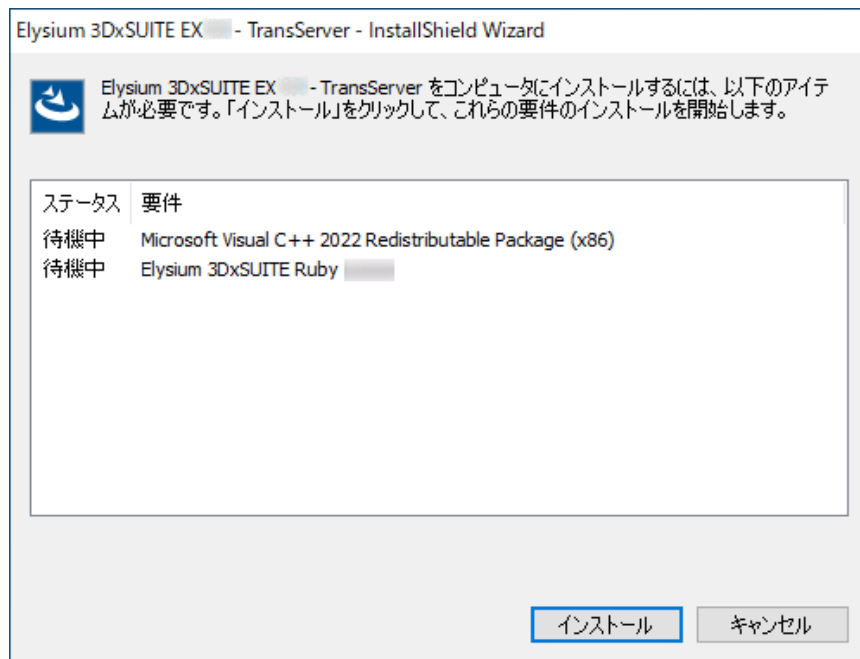 Elysium 3DxSUITE EX - TransServer - InstallShield Wizard
Elysium 3DxSUITE EX - TransServer をコンピュータにインストールするには、以下のアイテ
ムが必要です。「インストール」をクリックして、これらの要件のインストールを開始します。
ステータス 要件
待機中 Microsoft Visual C++ 2022 Redistributable Package (x86)
待機中 Elysium 3DxSUITE Ruby
インストール キャンセル